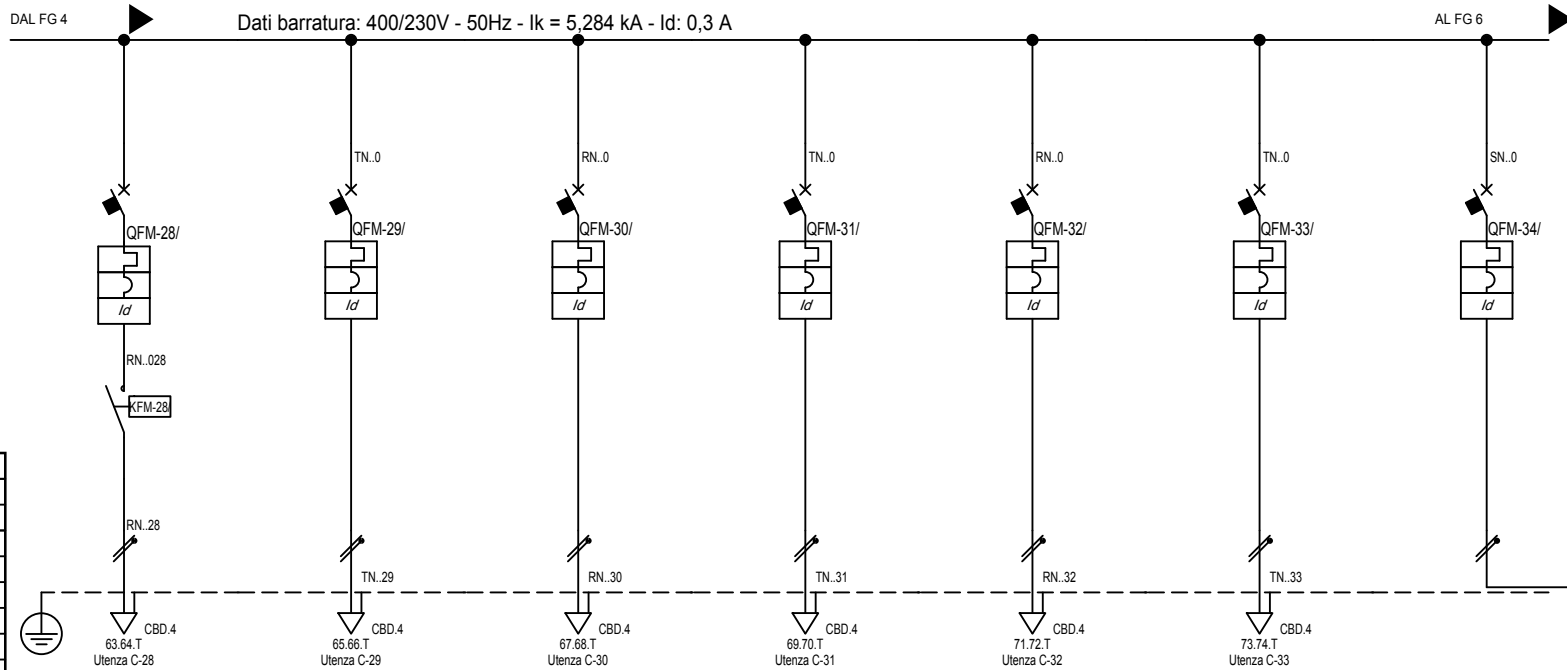 DAL FG 4
Dati barratura: 400/230V - 50Hz - Ik = 5,284 kA - Id: 0,3 A
AL FG 6
TN..0
RN..0
TN..0
RN..0
TN..0
SN..0
QFM-28/
QFM-29/
QFM-30/
QFM-31/
QFM-32/
QFM-33/
QFM-34/
Id
Id
Id
Id
Id
Id
Id
RN..028
KFM-28/
RN..28
TN..29
RN..30
TN..31
RN..32
TN..33
CBD.4
CBD.4
CBD.4
CBD.4
CBD.4
CBD.4
63.64.T
65.66.T
67.68.T
69.70.T
71.72.T
73.74.T
Utenza C-28
Utenza C-29
Utenza C-30
Utenza C-31
Utenza C-32
Utenza C-33